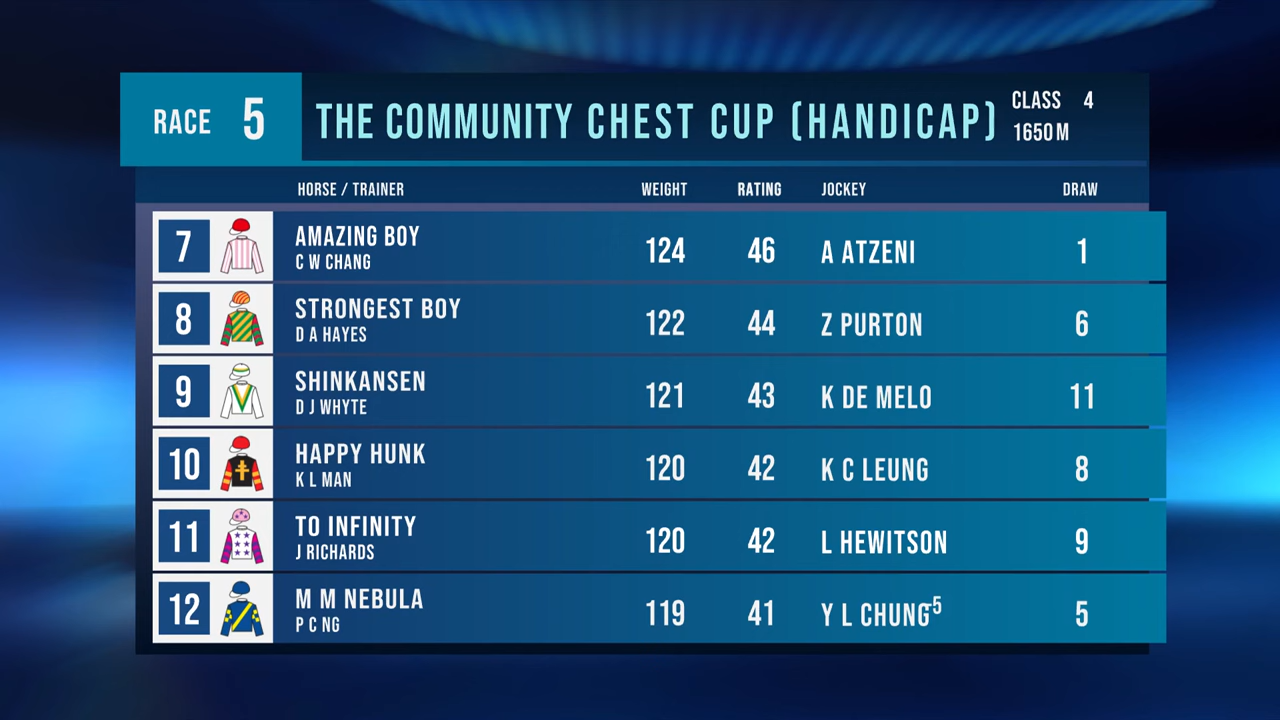 RACE 5 THE COMMUNITY CHEST CUP (HANDICAP) CLASS 4
1650M
HORSE / TRAINER WEIGHT RATING JOCKEY DRAW
7 AMAZING BOY 124 46 A ATZENI 1
C W CHANG
8 STRONGEST BOY 122 44 Z PURTON 6
D A HAYES
9 SHINKANSEN 121 43 K DE MELO 11
D J WHYTE
10 HAPPY HUNK 120 42 K C LEUNG 8
K L MAN
11 TO INFINITY 120 42 L HEWITSON 9
J RICHARDS
12 M M NEBULA 119 41 Y L CHUNG-5 5
P C NG